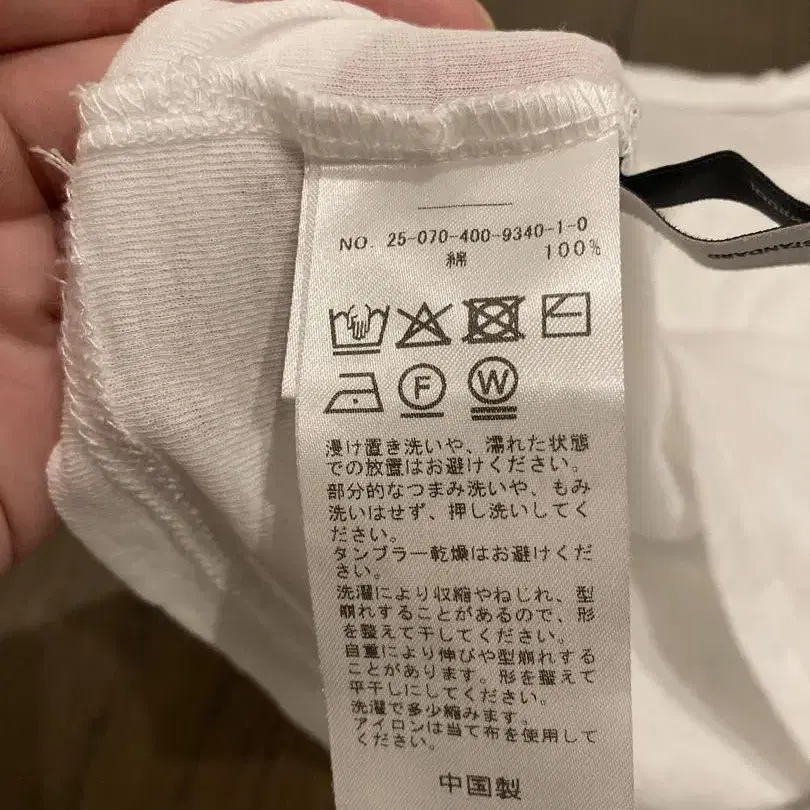 NO. 25-070-400-9340-1-0
綿 100%
F W
浸け置き洗いや、濡れた状態
での放置はお避けください。
部分的なつまみ洗いや、もみ
洗いはせず、押し洗いしてく
ださい。
タンブラー乾燥はお避けくだ
さい。
洗濯により収縮やねじれ、型
崩れすることがあるので、形
を整えて干してください。
自重により伸びや型崩れする
ことがあります。形を整えて
平干しにしてください。
洗濯で多少縮みます。
アイロンは当て布を使用して
ください。
中国製
STANDARD